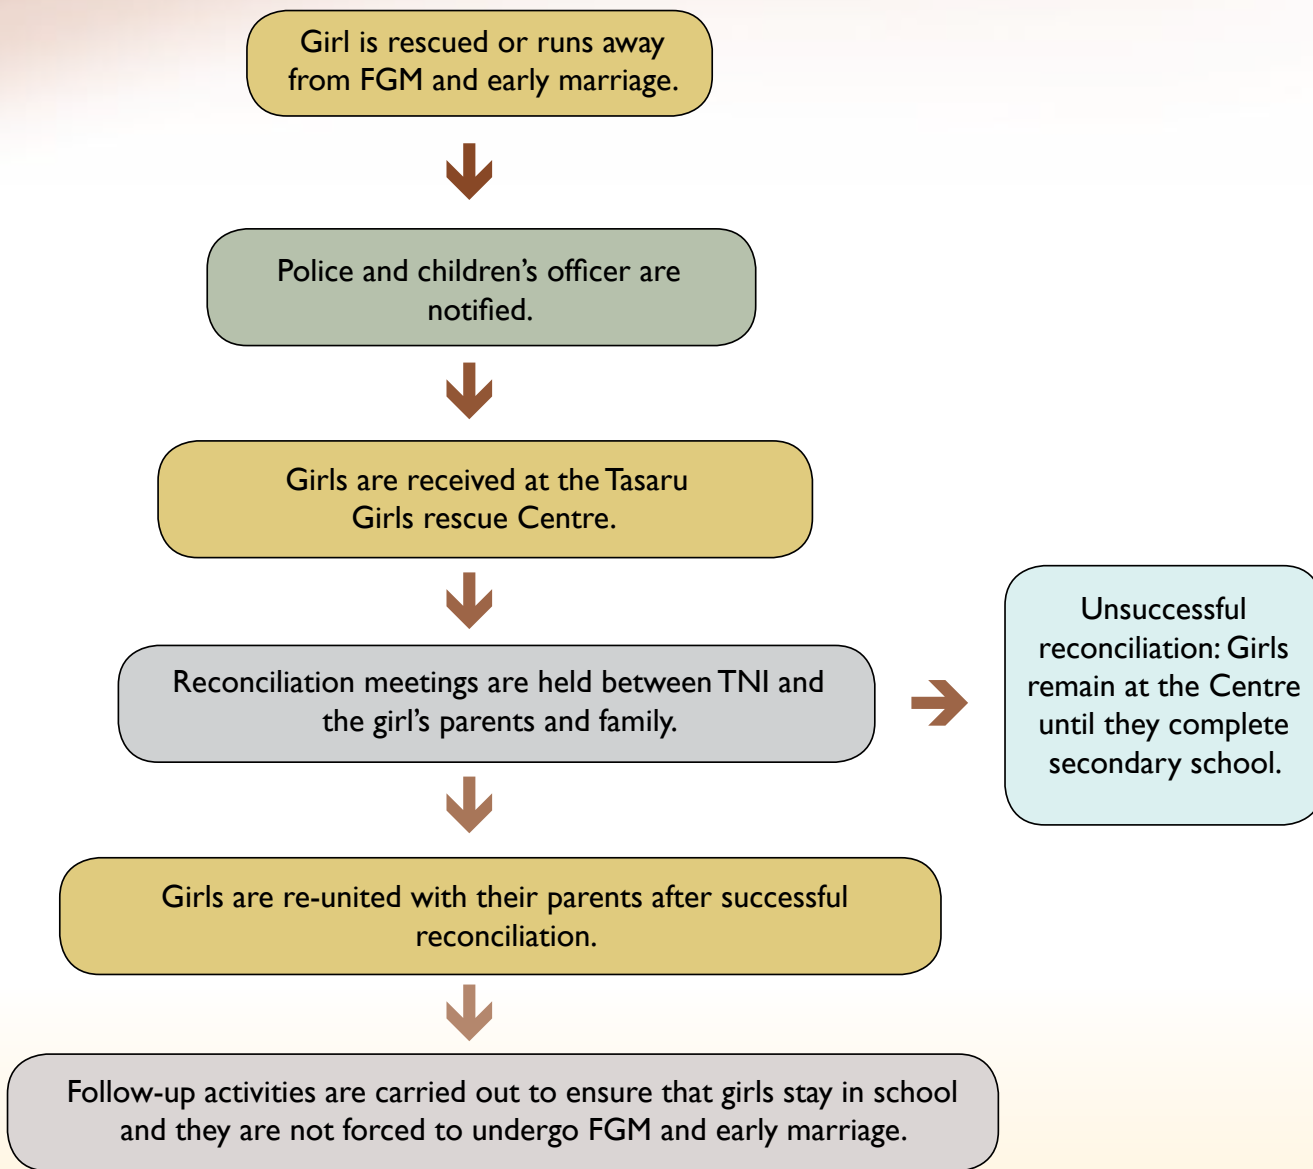 Girl is rescued or runs away
from FGM and early marriage.
Police and children’s officer are
notified.
Girls are received at the Tasaru
Girls rescue Centre.
Reconciliation meetings are held between TNI and
the girl’s parents and family.
Unsuccessful
reconciliation: Girls
remain at the Centre
until they complete
secondary school.
Girls are re-united with their parents after successful
reconciliation.
Follow-up activities are carried out to ensure that girls stay in school
and they are not forced to undergo FGM and early marriage.